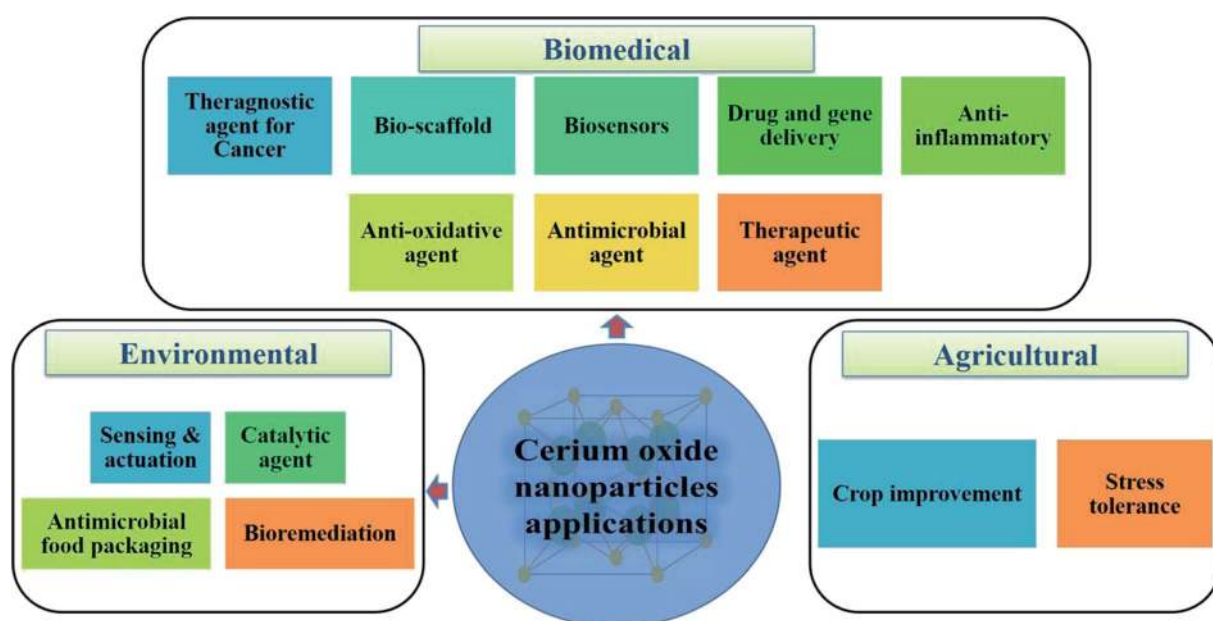 Biomedical
Theragnostic
agent for
Cancer
Bio-scaffold
Biosensors
Drug and gene
delivery
Anti-
inflammatory
Anti-oxidative
agent
Antimicrobial
agent
Therapeutic
agent
Environmental
Sensing &
actuation
Catalytic
agent
Antimicrobial
food packaging
Bioremediation
Cerium oxide
nanoparticles
applications
Agricultural
Crop improvement
Stress
tolerance